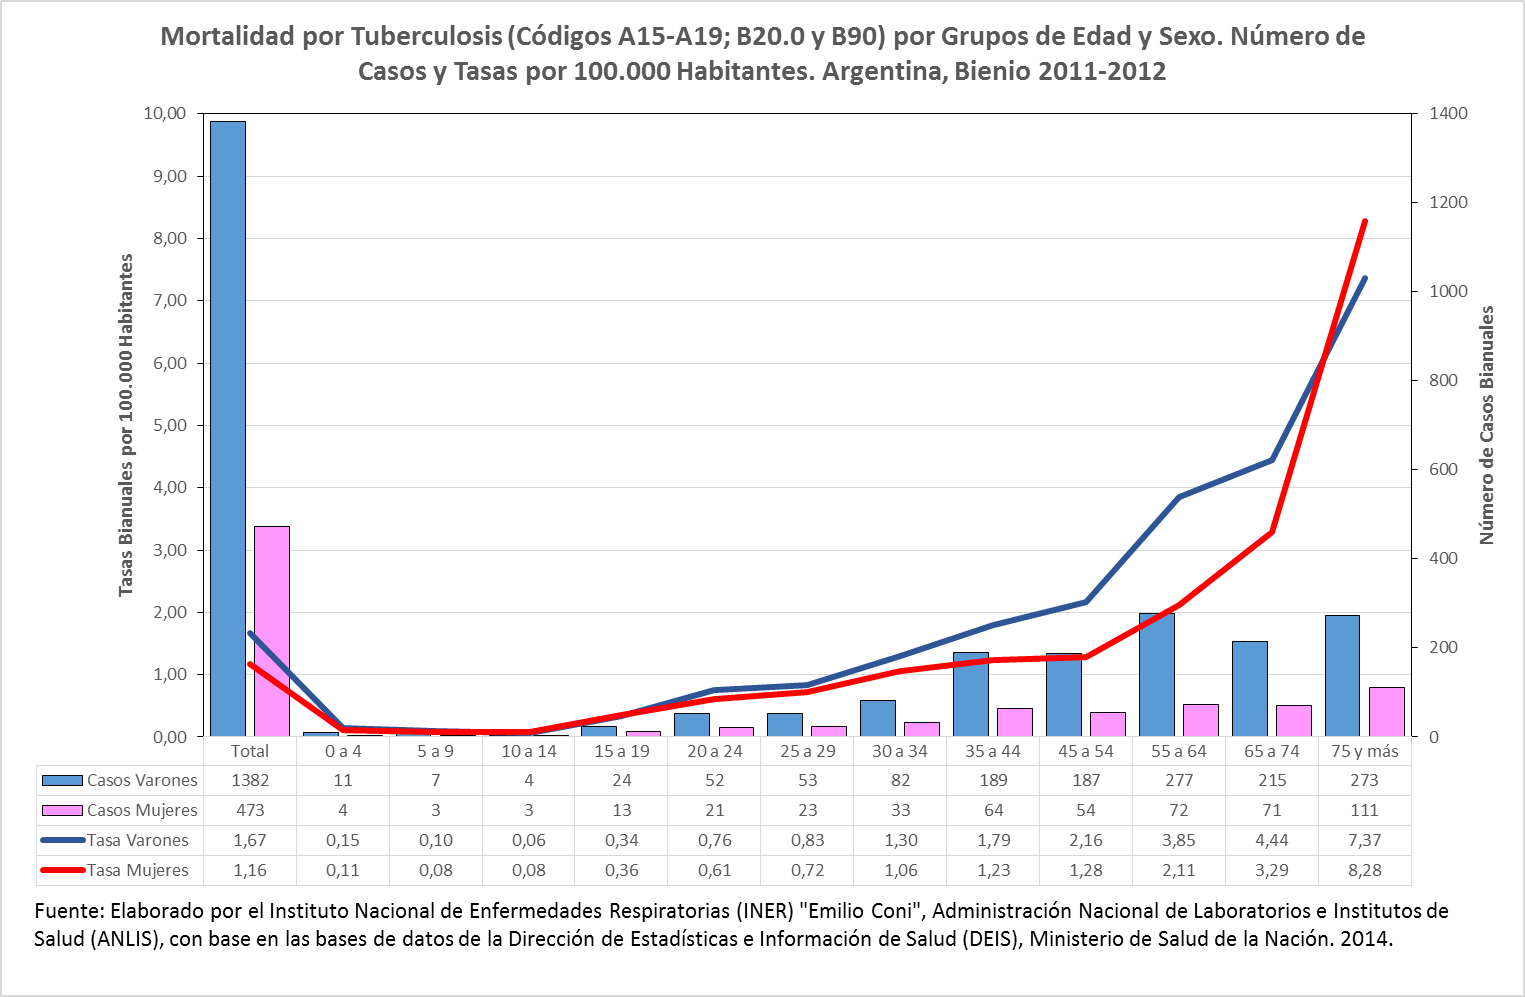 Mortalidad por Tuberculosis (Códigos A15-A19; B20.0 y B90) por Grupos de Edad y Sexo. Número de
Casos y Tasas por 100.000 Habitantes. Argentina, Bienio 2011-2012
Tasas Bianuales por 100.000 Habitantes
10,00
9,00
8,00
7,00
6,00
5,00
4,00
3,00
2,00
1,00
0,00
1400
1200
1000
800
600
400
200
0
Número de Casos Bianuales
Total 0 a 4 5 a 9 10 a 14 15 a 19 20 a 24 25 a 29 30 a 34 35 a 44 45 a 54 55 a 64 65 a 74 75 y más
Casos Varones 1382 11 7 4 24 52 53 82 189 187 277 215 273
Casos Mujeres 473 4 3 3 13 21 23 33 64 54 72 71 111
Tasa Varones 1,67 0,15 0,10 0,06 0,34 0,76 0,83 1,30 1,79 2,16 3,85 4,44 7,37
Tasa Mujeres 1,16 0,11 0,08 0,08 0,36 0,61 0,72 1,06 1,23 1,28 2,11 3,29 8,28
Fuente: Elaborado por el Instituto Nacional de Enfermedades Respiratorias (INER) "Emilio Coni", Administración Nacional de Laboratorios e Institutos de
Salud (ANLIS), con base en las bases de datos de la Dirección de Estadísticas e Información de Salud (DEIS), Ministerio de Salud de la Nación. 2014.